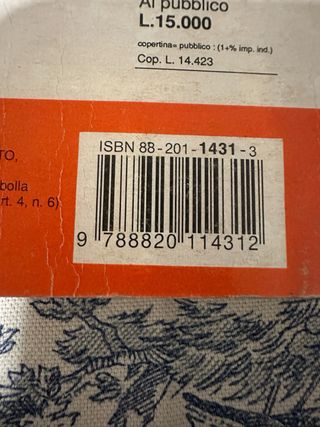 Al pubblico
L.15.000
copertina= pubblico : (1+% imp. ind.)
Cop. L. 14.423
ISBN 88-201-1431-3
TO,
bolla
rt. 4, n. 6)
9 788820 114312